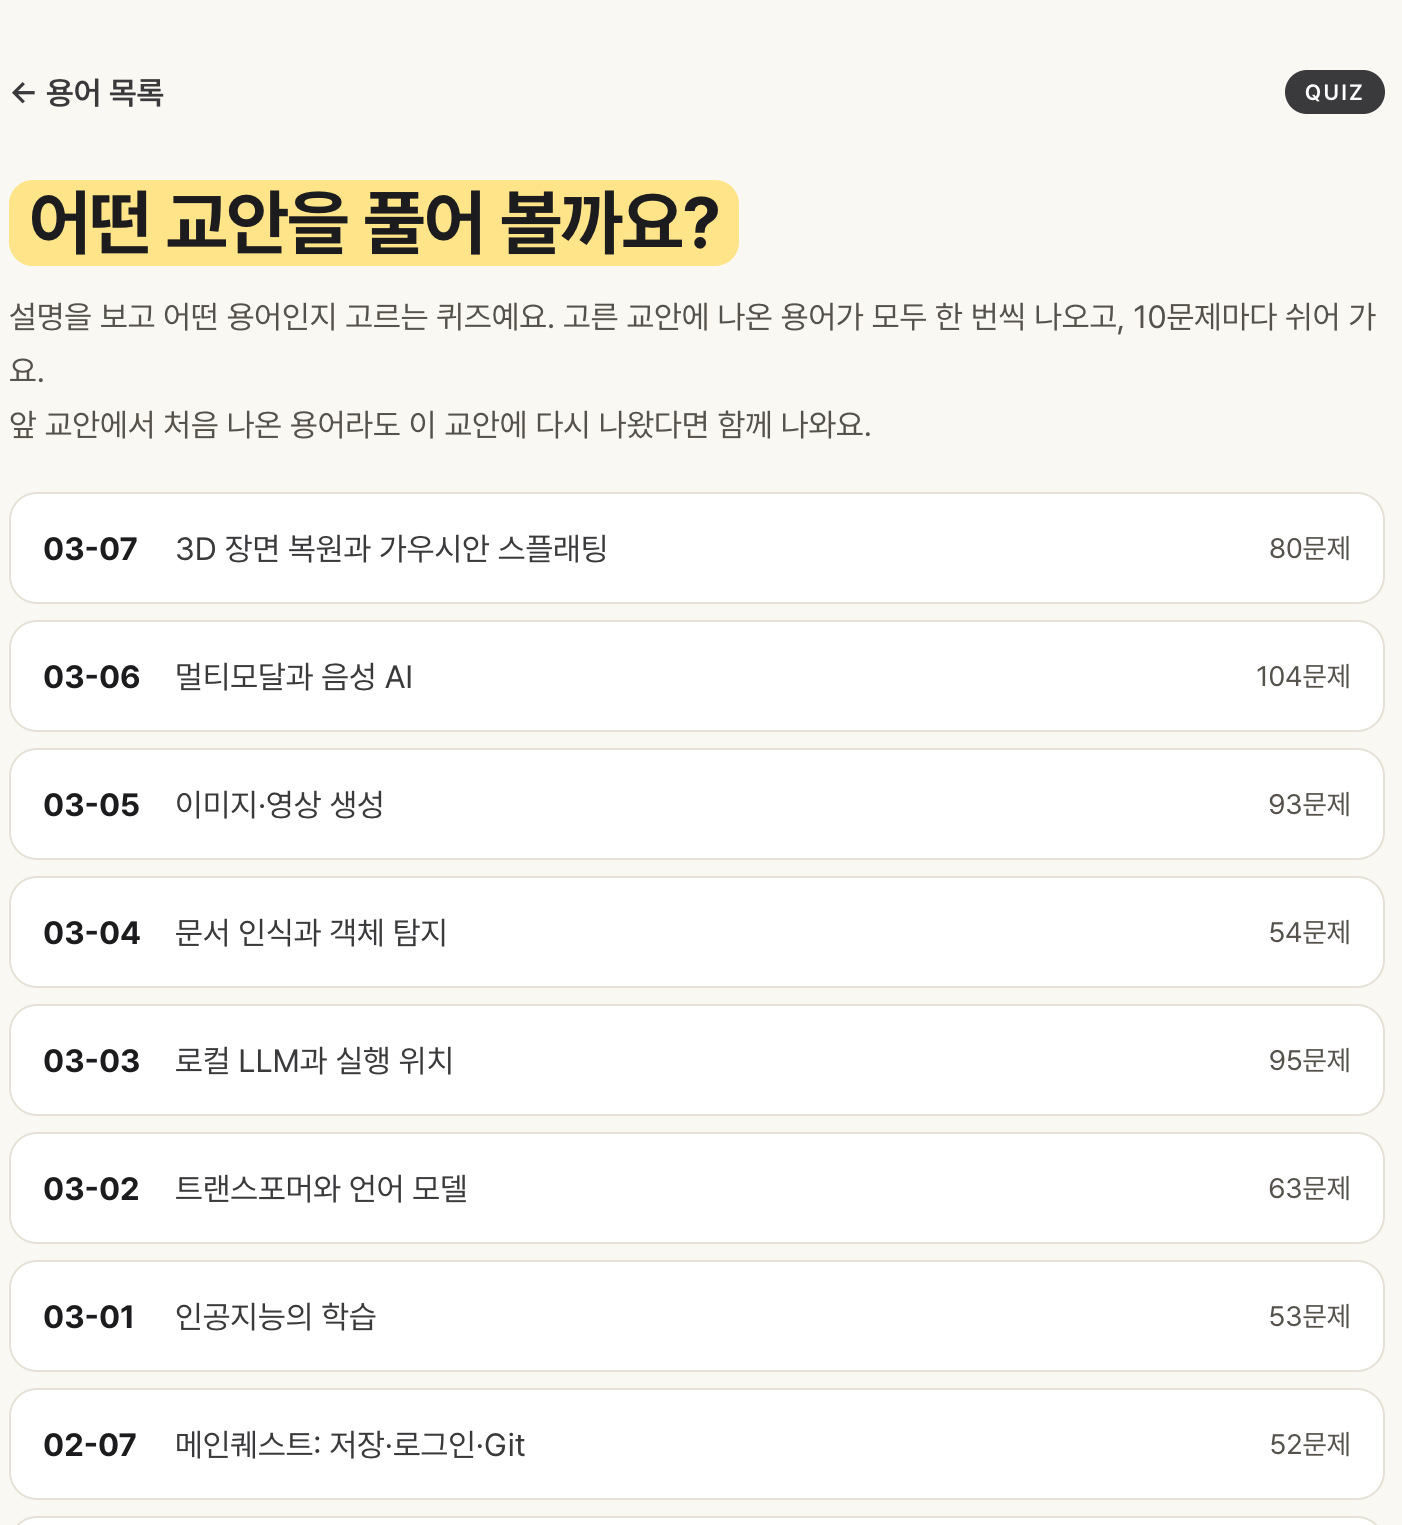 ← 용어 목록
QUIZ
어떤 교안을 풀어 볼까요?
설명을 보고 어떤 용어인지 고르는 퀴즈예요. 고른 교안에 나온 용어가 모두 한 번씩 나오고, 10문제마다 쉬어 가
요.
앞 교안에서 처음 나온 용어라도 이 교안에 다시 나왔다면 함께 나와요.
03-07 3D 장면 복원과 가우시안 스플래팅 80문제
03-06 멀티모달과 음성 AI 104문제
03-05 이미지·영상 생성 93문제
03-04 문서 인식과 객체 탐지 54문제
03-03 로컬 LLM과 실행 위치 95문제
03-02 트랜스포머와 언어 모델 63문제
03-01 인공지능의 학습 53문제
02-07 메인퀘스트: 저장·로그인·Git 52문제